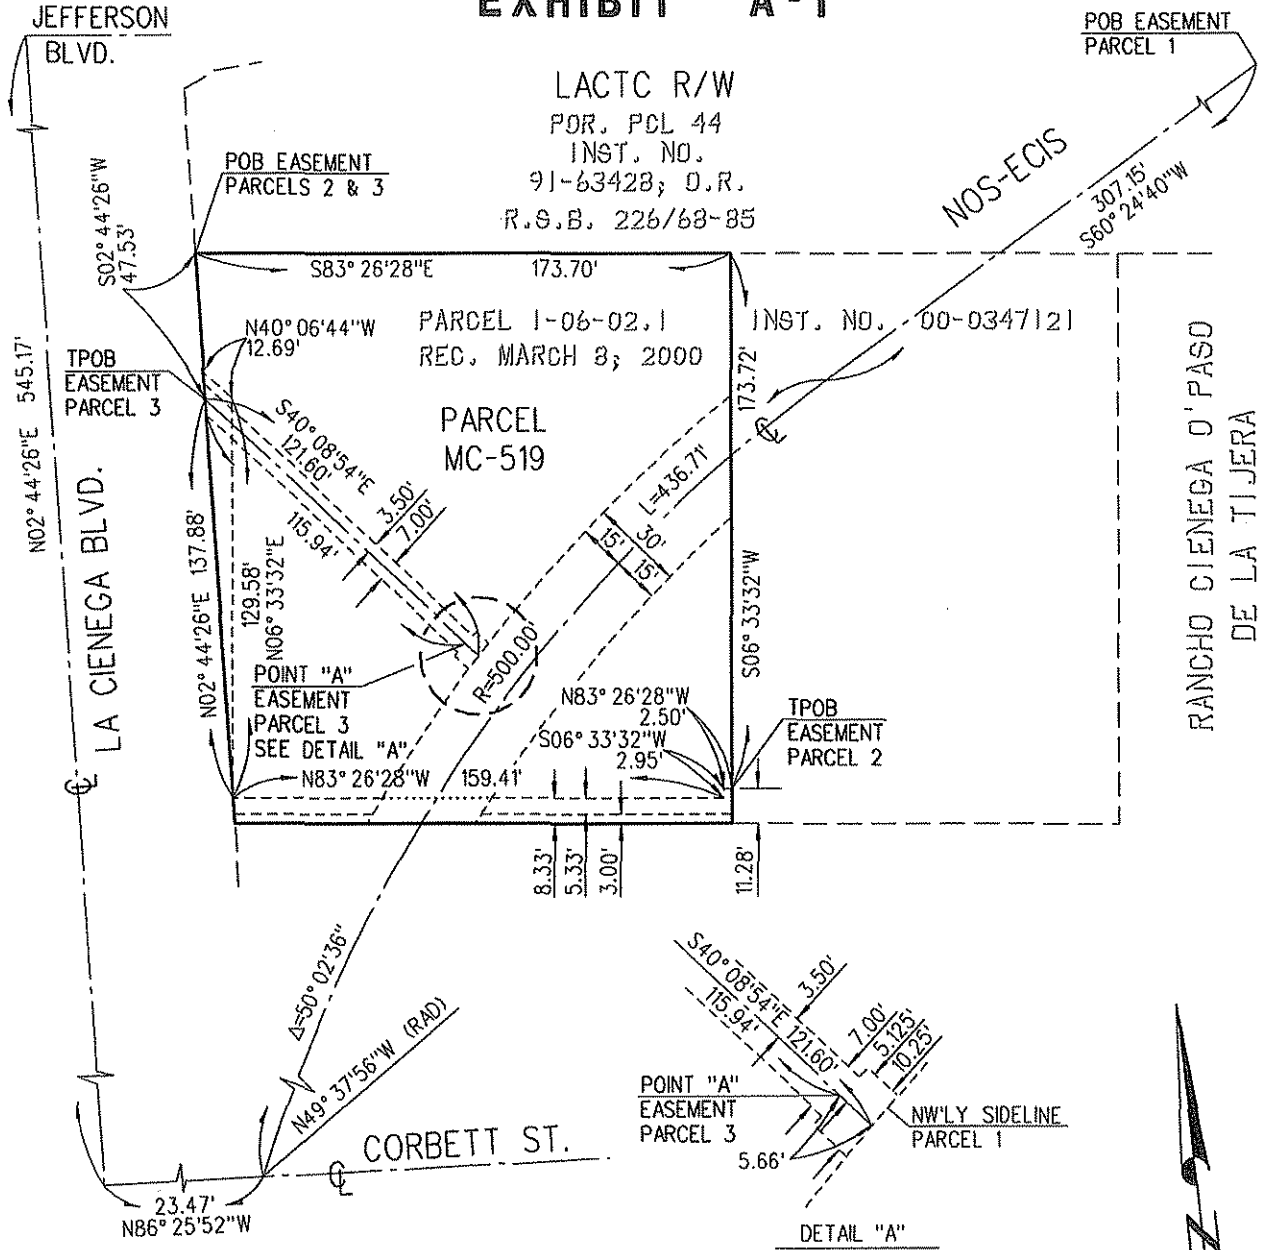 EXHIBIT "A-1"
JEFFERSON
BLVD.
POB EASEMENT
PARCEL 1
LACTC R/W
POR. PCL 44
INST. NO.
91-63428; O.R.
R.S.B. 226/68-85
POB EASEMENT
PARCELS 2 & 3
NOS-ECIS
307.15'
S60° 24'40"W
S02° 44'26"W
47.53'
S83° 26'28"E 173.70'
N40° 06'44"W
12.69'
PARCEL 1-06-02.1
REC. MARCH 8; 2000
INST. NO. 00-0347121
TPOB
EASEMENT
PARCEL 3
N02° 44'26"E 545.17'
LA CIENEGA BLVD.
173.72'
S06° 33'32"W
PARCEL
MC-519
S40° 08'54"E
121.60'
3.50'
7.00'
115.94'
L=436.71'
30'
15'
15'
N02° 44'26"E 137.88'
129.58'
N06° 33'32"E
R=500.00'
RANCHO CIENEGA O'PASO
DE LA TIJERA
POINT "A"
EASEMENT
PARCEL 3
SEE DETAIL "A"
N83° 26'28"W
2.50'
S06° 33'32"W
2.95'
TPOB
EASEMENT
PARCEL 2
N83° 26'28"W 159.41'
8.33'
5.33'
3.00'
11.28'
Δ=50° 02'36"
N49° 37'56"W (RAD)
CORBETT ST.
23.47'
N86° 25'52"W
S40° 08'54"E
115.94'
121.60'
3.50'
7.00'
5.125'
10.25'
POINT "A"
EASEMENT
PARCEL 3
5.66'
NW'LY SIDELINE
PARCEL 1
DETAIL "A"
N